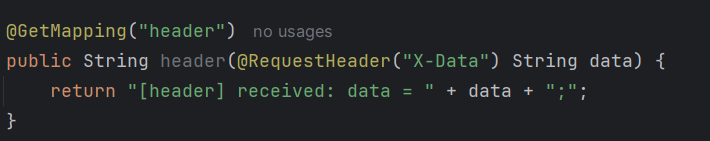 @GetMapping("header") no usages
public String header(@RequestHeader("X-Data") String data) {
    return "[header] received: data = " + data + ";";
}